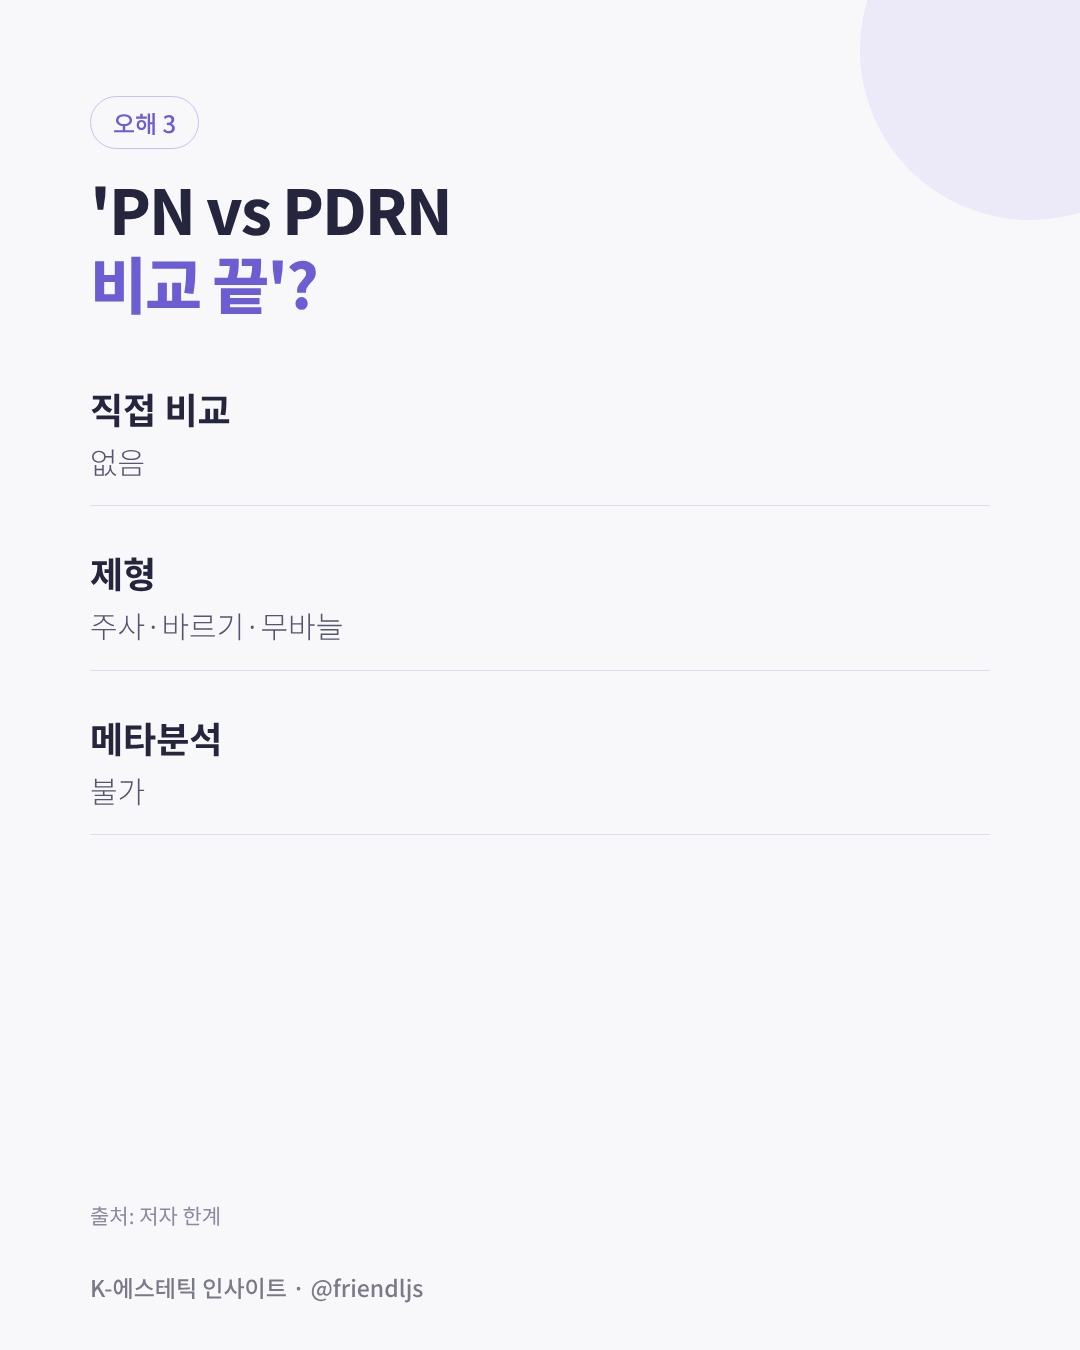 오해 3
'PN vs PDRN
비교 끝'?
직접 비교
없음
제형
주사·바르기·무바늘
메타분석
불가
출처: 저자 한계
K-에스테틱 인사이트 · @friendljs